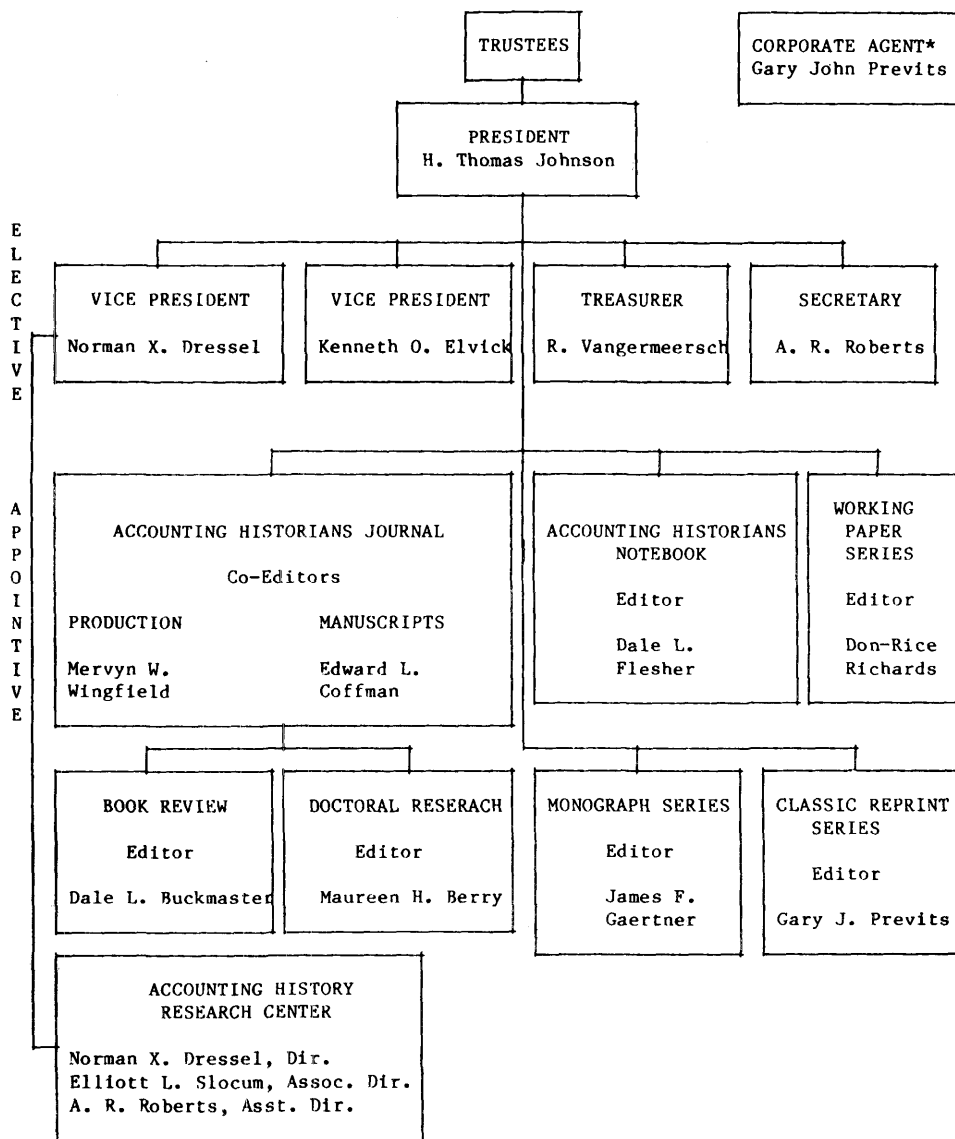 TRUSTEES
CORPORATE AGENT*
Gary John Previts
PRESIDENT
H. Thomas Johnson
ELECTIVE
VICE PRESIDENT
Norman X. Dressel
VICE PRESIDENT
Kenneth O. Elvick
TREASURER
R. Vangermeersch
SECRETARY
A. R. Roberts
APPOINTIVE
ACCOUNTING HISTORIANS JOURNAL
Co-Editors
PRODUCTION
Mervyn W.
Wingfield
MANUSCRIPTS
Edward L.
Coffman
ACCOUNTING HISTORIANS
NOTEBOOK
Editor
Dale L.
Flesher
WORKING
PAPER
SERIES
Editor
Don-Rice
Richards
BOOK REVIEW
Editor
Dale L. Buckmaster
DOCTORAL RESERACH
Editor
Maureen H. Berry
MONOGRAPH SERIES
Editor
James F.
Gaertner
CLASSIC REPRINT
SERIES
Editor
Gary J. Previts
ACCOUNTING HISTORY
RESEARCH CENTER
Norman X. Dressel, Dir.
Elliott L. Slocum, Assoc. Dir.
A. R. Roberts, Asst. Dir.